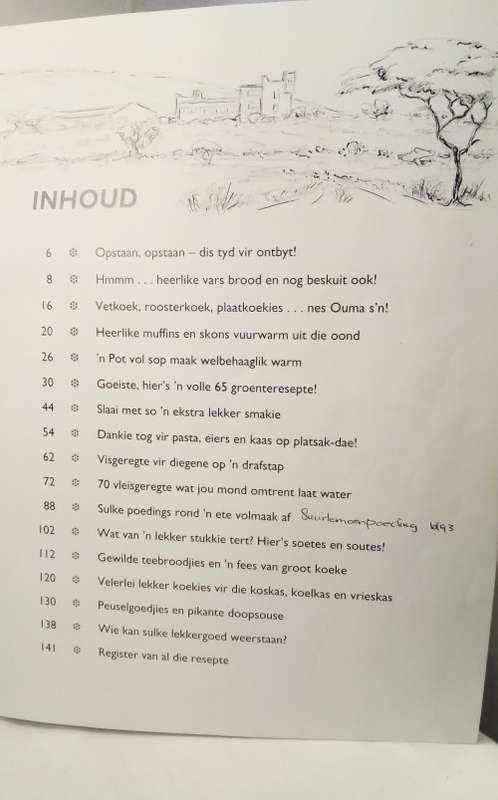 INHOUD
6 ❄ Opstaan, opstaan – dis tyd vir ontbyt!
8 ❄ Hmmm . . . heerlike vars brood en nog beskuit ook!
16 ❄ Vetkoek, roosterkoek, plaatkoekies . . . nes Ouma s'n!
20 ❄ Heerlike muffins en skons vuurwarm uit die oond
26 ❄ 'n Pot vol sop maak welbehaaglik warm
30 ❄ Goeiste, hier's 'n volle 65 groenteresepte!
44 ❄ Slaai met so 'n ekstra lekker smakie
54 ❄ Dankie tog vir pasta, eiers en kaas op platsak-dae!
62 ❄ Visgeregte vir diegene op 'n drafstap
72 ❄ 70 vleisgeregte wat jou mond omtrent laat water
88 ❄ Sulke poedings rond 'n ete volmaak af Suurlemoenpoeding bl93
102 ❄ Wat van 'n lekker stukkie tert? Hier's soetes en soutes!
112 ❄ Gewilde teebroodjies en 'n fees van groot koeke
120 ❄ Velerlei lekker koekies vir die koskas, koelkas en vrieskas
130 ❄ Peuselgoedjies en pikante doopsouse
138 ❄ Wie kan sulke lekkergoed weerstaan?
141 ❄ Register van al die resepte